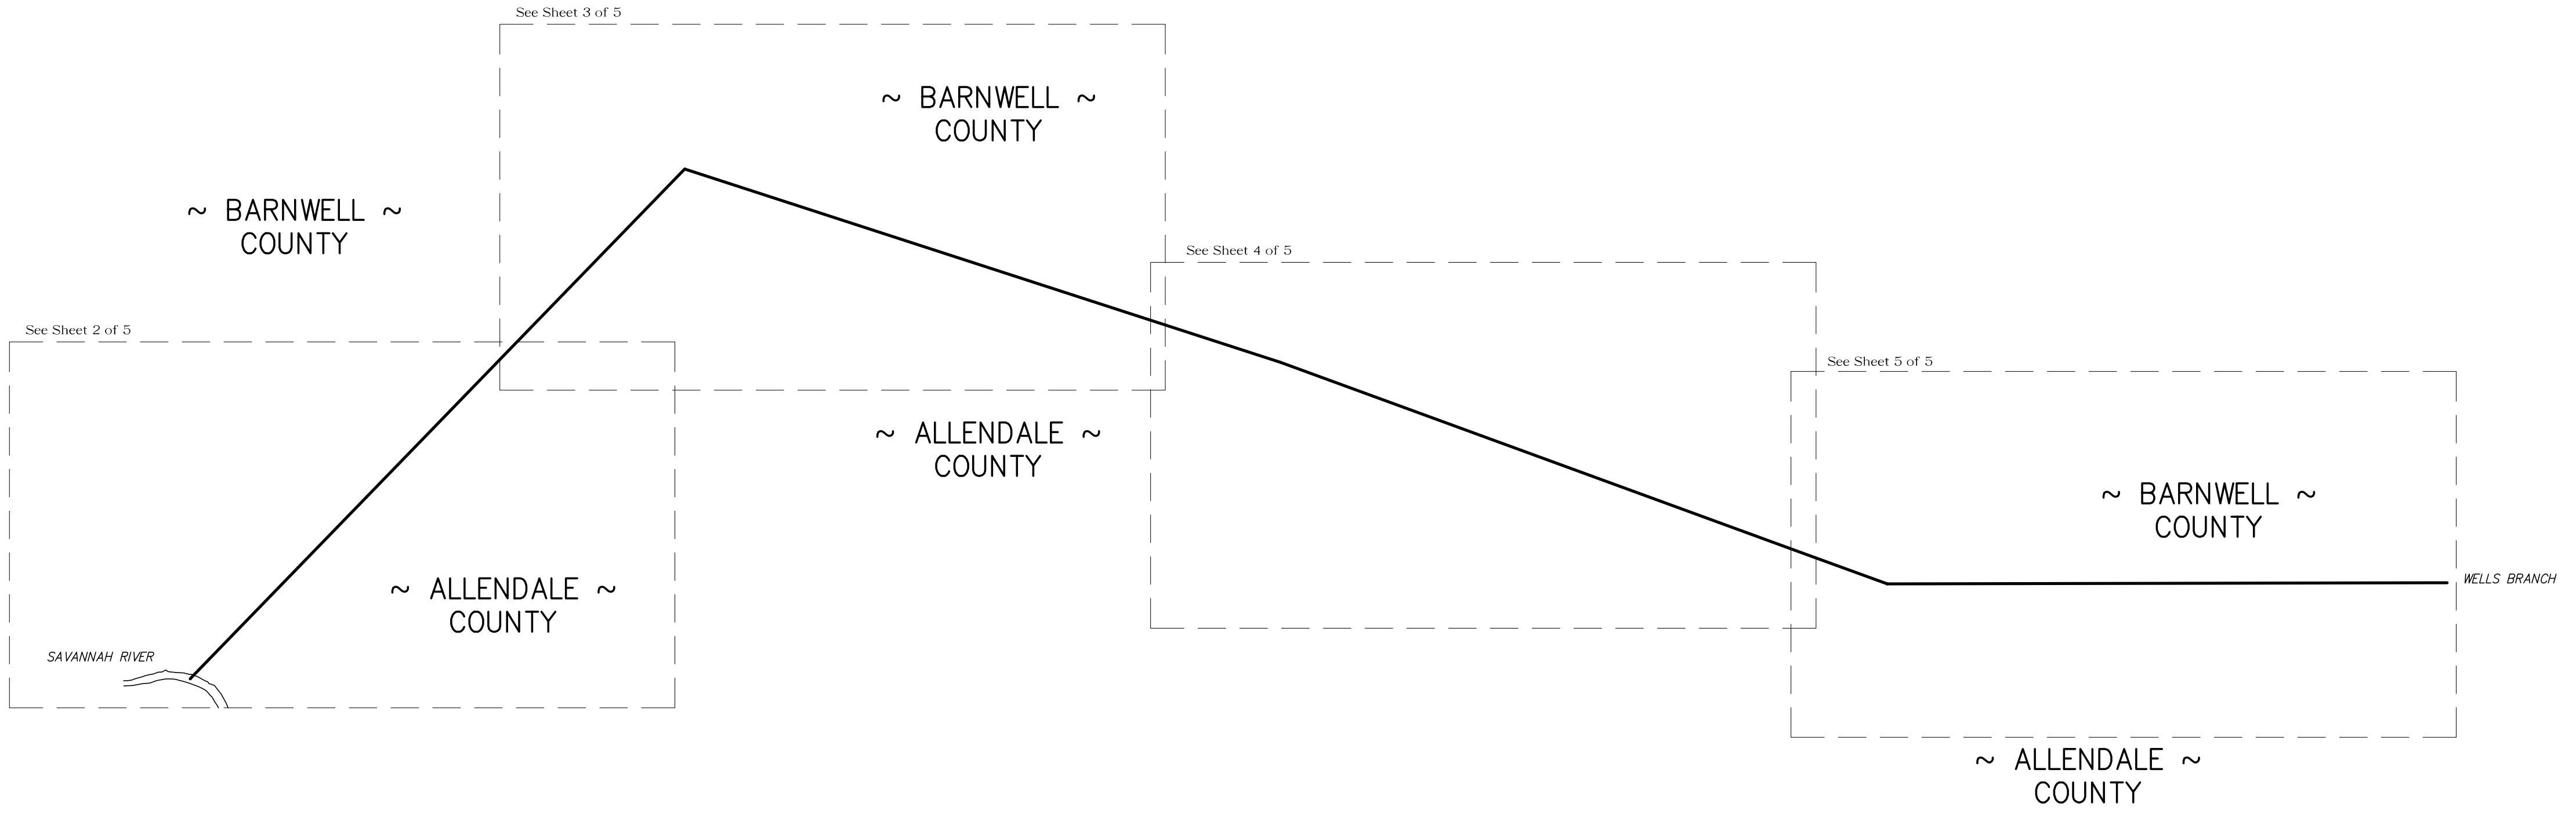 See Sheet 3 of 5
~ BARNWELL ~
COUNTY
~ BARNWELL ~
COUNTY
See Sheet 4 of 5
See Sheet 2 of 5
See Sheet 5 of 5
~ ALLENDALE ~
COUNTY
~ BARNWELL ~
COUNTY
WELLS BRANCH
~ ALLENDALE ~
COUNTY
SAVANNAH RIVER
~ ALLENDALE ~
COUNTY